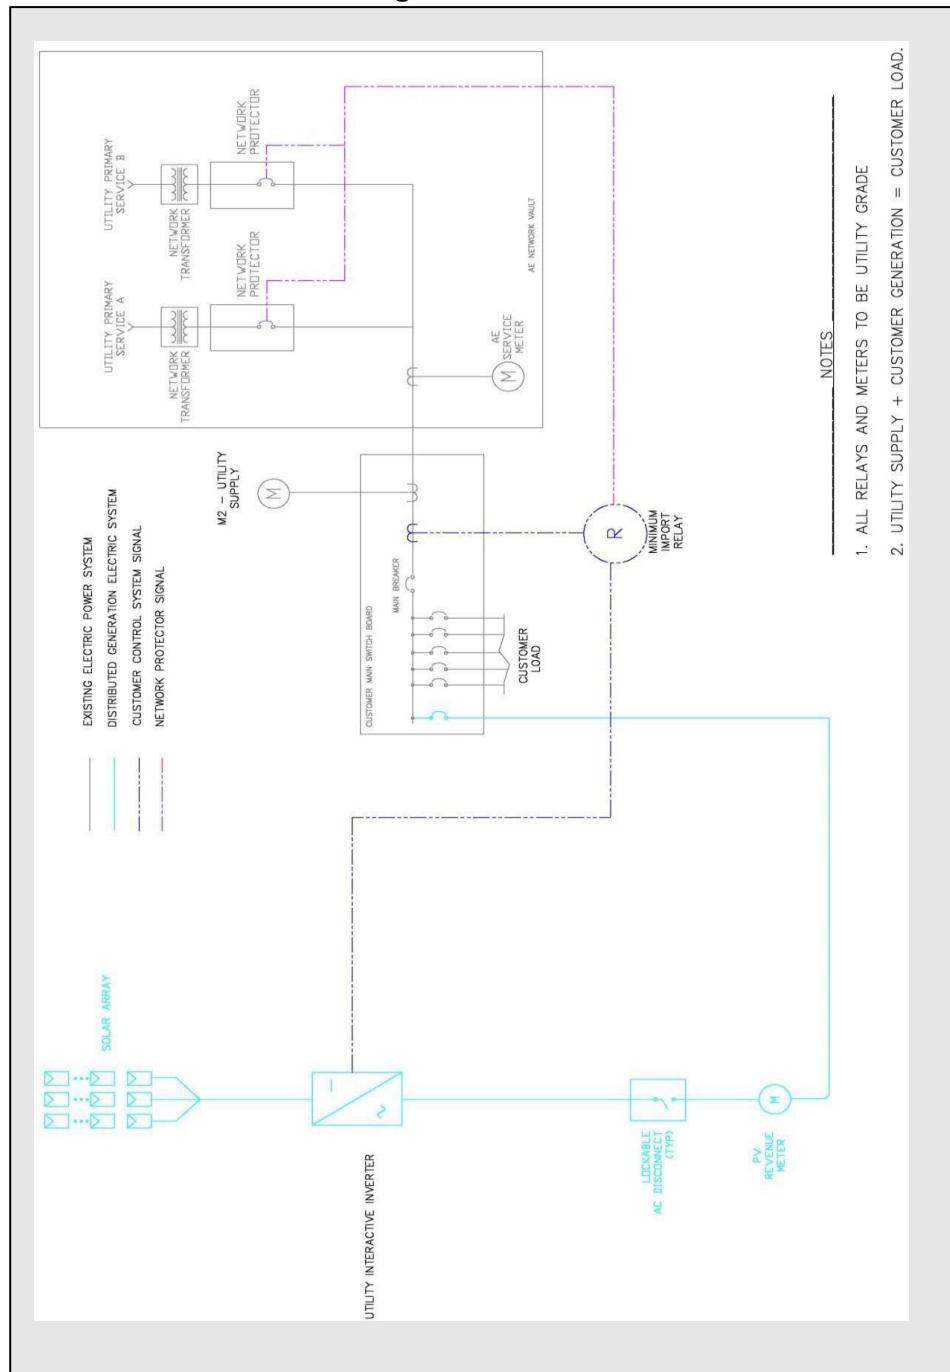 UTILITY PRIMARY
SERVICE B
NETWORK
TRANSFORMER
NETWORK
PROTECTOR
UTILITY PRIMARY
SERVICE A
NETWORK
TRANSFORMER
NETWORK
PROTECTOR
AE NETWORK VAULT
AE
SERVICE
METER
M
M2 – UTILITY
SUPPLY
M
EXISTING ELECTRIC POWER SYSTEM
DISTRIBUTED GENERATION ELECTRIC SYSTEM
CUSTOMER CONTROL SYSTEM SIGNAL
NETWORK PROTECTOR SIGNAL
CUSTOMER MAIN SWITCH BOARD
MAIN BREAKER
CUSTOMER
LOAD
R
MINIMUM
IMPORT
RELAY
SOLAR ARRAY
UTILITY INTERACTIVE INVERTER
LOCKABLE
AC DISCONNECT
(TYP)
M
PV
REVENUE
METER
NOTES
1. ALL RELAYS AND METERS TO BE UTILITY GRADE
2. UTILITY SUPPLY + CUSTOMER GENERATION = CUSTOMER LOAD.